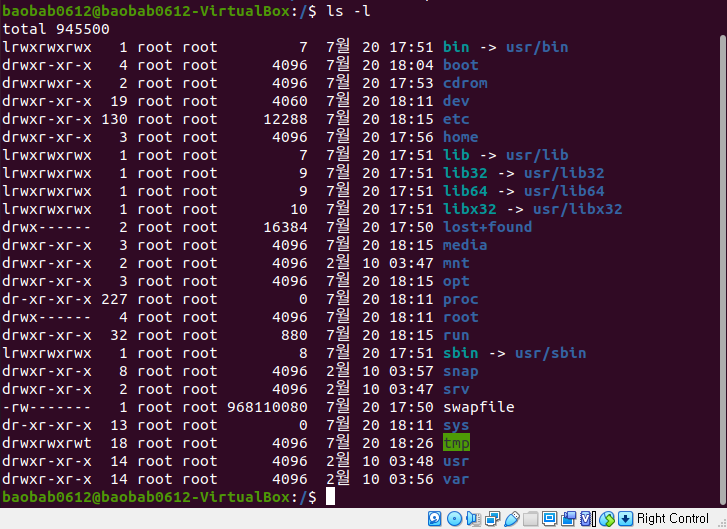 baobab0612@baobab0612-VirtualBox:/$ ls -l
total 945500
lrwxrwxrwx   1 root root         7  7월 20 17:51 bin -> usr/bin
drwxr-xr-x   4 root root      4096  7월 20 18:04 boot
drwxrwxr-x   2 root root      4096  7월 20 17:53 cdrom
drwxr-xr-x  19 root root      4060  7월 20 18:11 dev
drwxr-xr-x 130 root root     12288  7월 20 18:15 etc
drwxr-xr-x   3 root root      4096  7월 20 17:56 home
lrwxrwxrwx   1 root root         7  7월 20 17:51 lib -> usr/lib
lrwxrwxrwx   1 root root         9  7월 20 17:51 lib32 -> usr/lib32
lrwxrwxrwx   1 root root         9  7월 20 17:51 lib64 -> usr/lib64
lrwxrwxrwx   1 root root        10  7월 20 17:51 libx32 -> usr/libx32
drwx------   2 root root     16384  7월 20 17:50 lost+found
drwxr-xr-x   3 root root      4096  7월 20 18:15 media
drwxr-xr-x   2 root root      4096  2월 10 03:47 mnt
drwxr-xr-x   3 root root      4096  7월 20 18:15 opt
dr-xr-xr-x 227 root root         0  7월 20 18:11 proc
drwx------   4 root root      4096  7월 20 18:11 root
drwxr-xr-x  32 root root       880  7월 20 18:15 run
lrwxrwxrwx   1 root root         8  7월 20 17:51 sbin -> usr/sbin
drwxr-xr-x   8 root root      4096  2월 10 03:57 snap
drwxr-xr-x   2 root root      4096  2월 10 03:47 srv
-rw-------   1 root root 968110080  7월 20 17:50 swapfile
dr-xr-xr-x  13 root root         0  7월 20 18:11 sys
drwxrwxrwt  18 root root      4096  7월 20 18:26 tmp
drwxr-xr-x  14 root root      4096  2월 10 03:48 usr
drwxr-xr-x  14 root root      4096  2월 10 03:56 var
baobab0612@baobab0612-VirtualBox:/$
Right Control